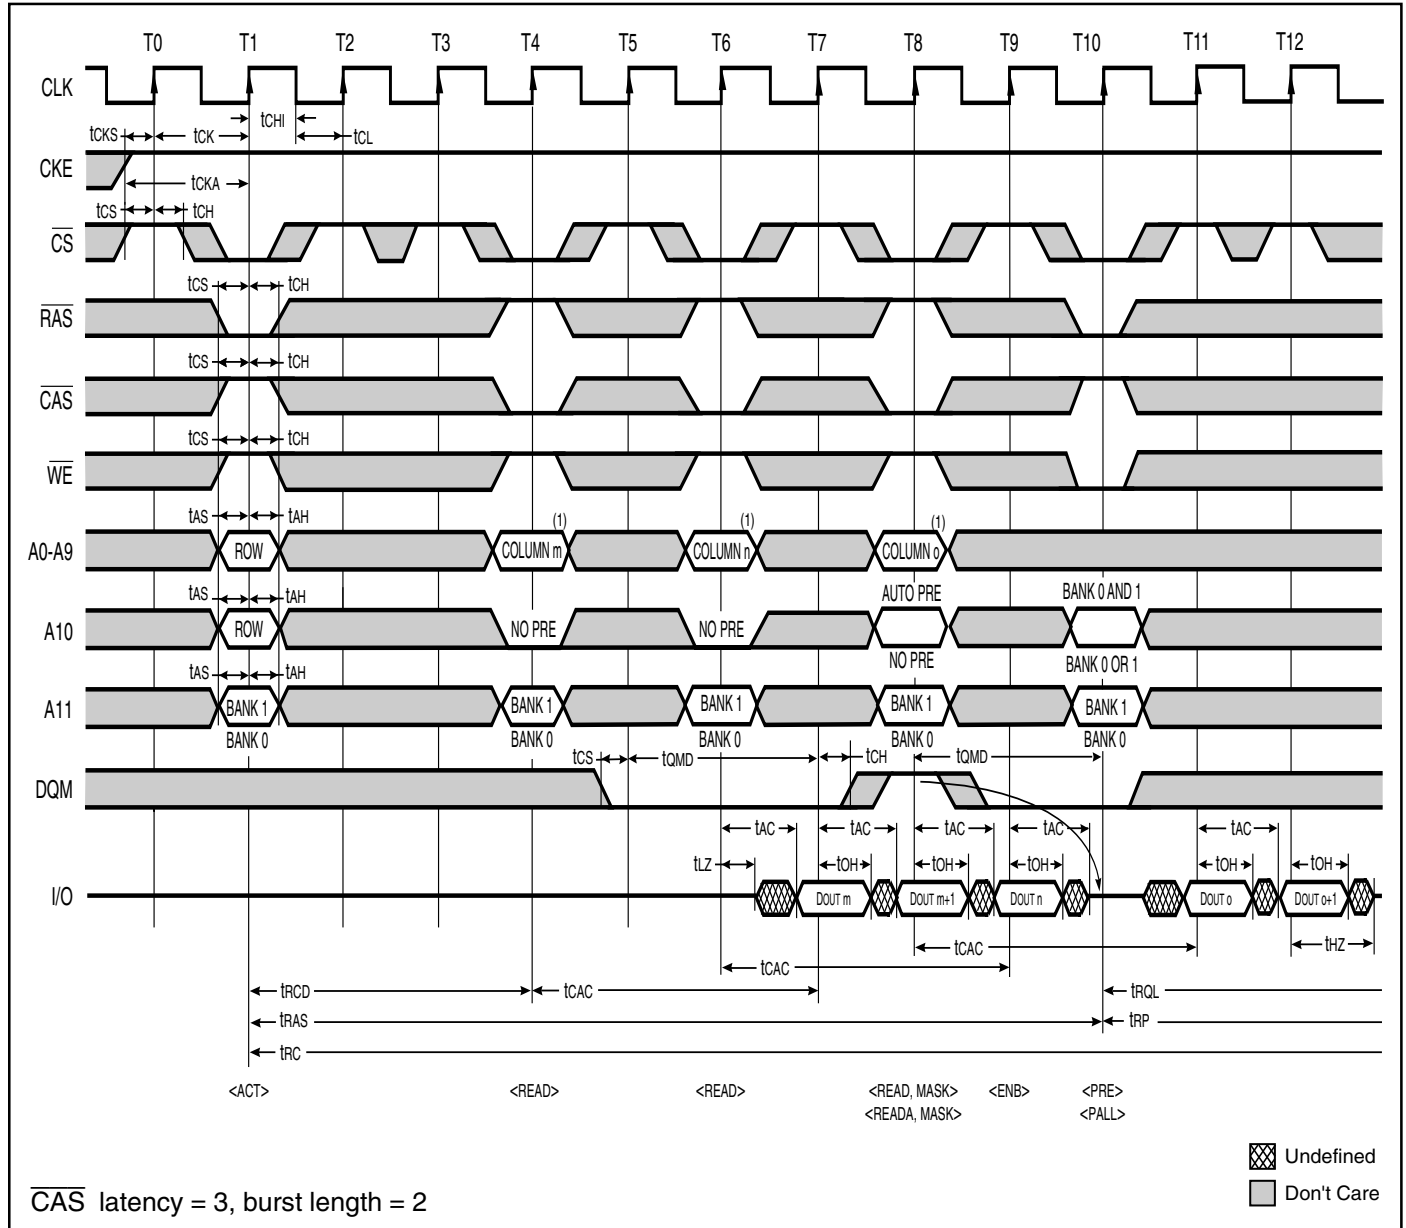 T0 T1 T2 T3 T4 T5 T6 T7 T8 T9 T10 T11 T12
CLK
tCHI
tCKS tCK tCL
CKE
tCKA
tCS tCH
CS
tCS tCH
RAS
tCS tCH
CAS
tCS tCH
WE
tAS tAH (1) (1) (1)
A0-A9 ROW COLUMN m COLUMN n COLUMN o
tAS tAH AUTO PRE BANK 0 AND 1
A10 ROW NO PRE NO PRE
tAS tAH NO PRE BANK 0 OR 1
A11 BANK 1 BANK 1 BANK 1 BANK 1 BANK 1
BANK 0 BANK 0 BANK 0 BANK 0 BANK 0
tCS tQMD tCH tQMD
DQM
tAC tAC tAC tAC tAC
tLZ tOH tOH tOH tOH tOH
I/O DOUT m DOUT m+1 DOUT n DOUT o DOUT o+1
tCAC tHZ
tCAC
tRCD tCAC tRQL
tRAS tRP
tRC
<ACT> <READ> <READ> <READ, MASK> <ENB> <PRE>
<READA, MASK> <PALL>
Undefined
Don't Care
CAS latency = 3, burst length = 2